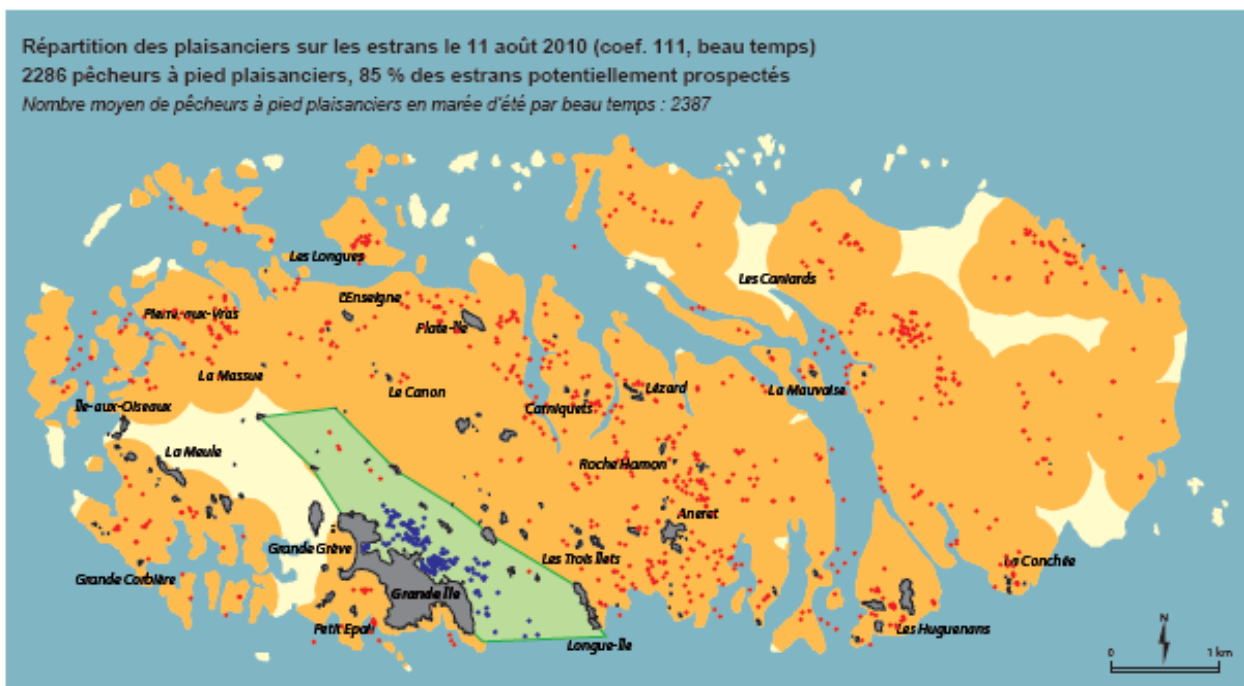 Répartition des plaisanciers sur les estrans le 11 août 2010 (coef. 111, beau temps)
2286 pêcheurs à pied plaisanciers, 85 % des estrans potentiellement prospectés
Nombre moyen de pêcheurs à pied plaisanciers en marée d'été par beau temps : 2387
Les Longues
Les Caniards
L'Enseigne
Pierre-aux-Vras
Plate-île
La Massue
Le Canon
Lézard
La Mauvaise
Île-aux-Oiseaux
Carniquets
La Meule
Roche Hamon
Aneret
Grande Grève
Les Trois Îlets
La Conchée
Grande Corbière
Grande Île
Petit Epail
Les Huguenans
Longue-île
N
0 1 km